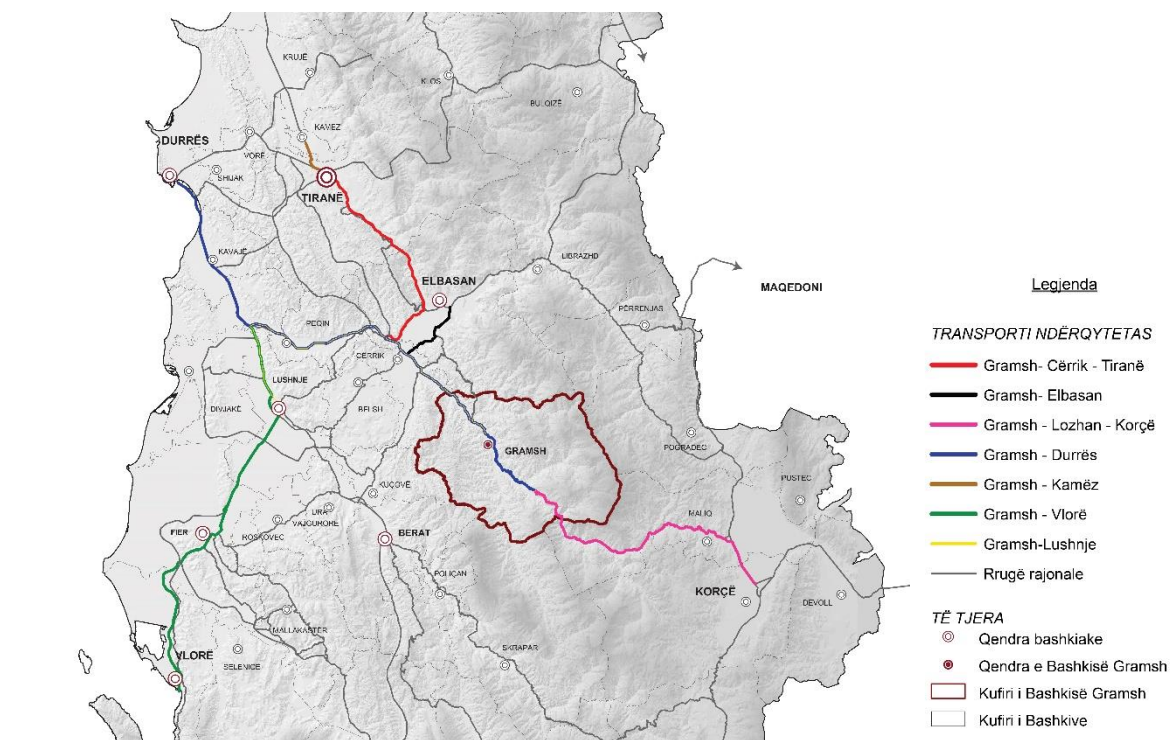 KRUJË
KLOS
BULQIZË
KAMEZ
DURRËS
VORË
SHIJAK
TIRANË
KAVAJË
LIBRAZHD
ELBASAN
MAQEDONI
PËRRENJAS
PEQIN
CËRRIK
LUSHNJE
DIVJAKË
BELSH
GRAMSH
POGRADEC
PUSTEC
KUÇOVË
URA
VAJGURORE
MALIQ
FIER
ROSKOVEC
BERAT
POLIÇAN
KORÇË
DEVOLL
MALLAKASTËR
VLORË
SELENICE
SKRAPAR
Legjenda
TRANSPORTI NDËRQYTETAS
Gramsh- Cërrik - Tiranë
Gramsh- Elbasan
Gramsh - Lozhan - Korçë
Gramsh - Durrës
Gramsh - Kamëz
Gramsh - Vlorë
Gramsh-Lushnje
Rrugë rajonale
TË TJERA
Qendra bashkiake
Qendra e Bashkisë Gramsh
Kufiri i Bashkisë Gramsh
Kufiri i Bashkive